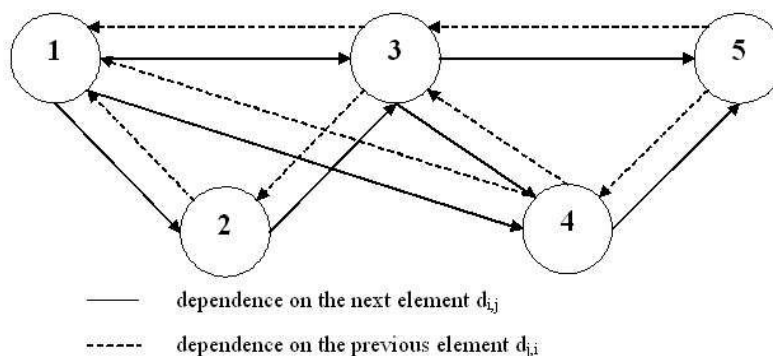 1 3 5
2 4
dependence on the next element d_{i,j}
dependence on the previous element d_{j,i}